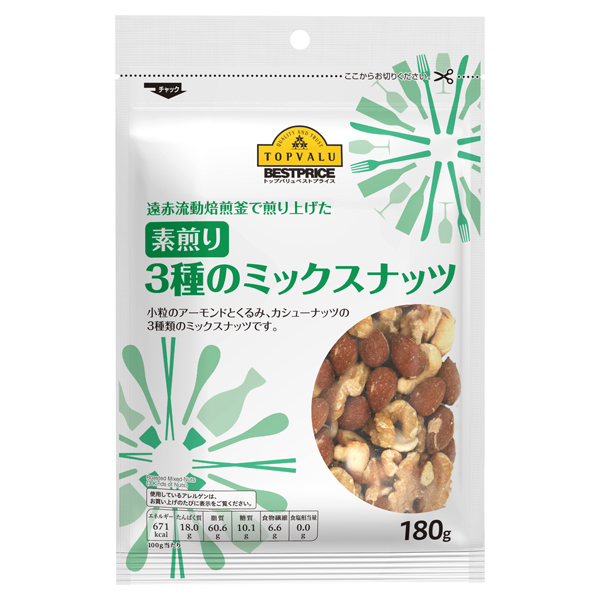 ここからお切りください。
チャック
QUALITY AND TRUST
TOPVALU
BESTPRICE
トップバリュベストプライス
遠赤流動焙煎釜で煎り上げた
素煎り
3種のミックスナッツ
小粒のアーモンドとくるみ、カシューナッツの
3種類のミックスナッツです。
Roasted Mixed Nuts
3 Kinds of Nuts
使用しているアレルゲンは、
お買い上げのたびに表示をご覧ください。
エネルギー たんぱく質 脂質 糖質 食物繊維 食塩相当量
671 kcal 18.0 g 60.6 g 10.1 g 6.6 g 0.0 g
100g当たり
180g